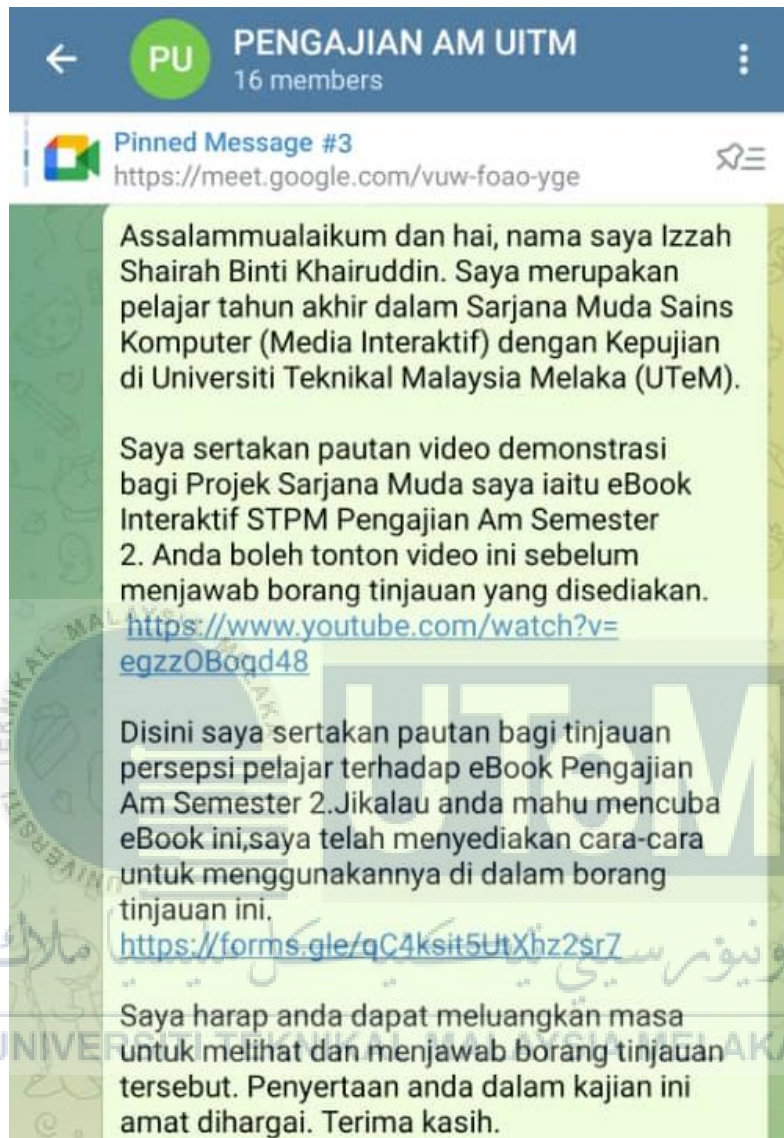 PENGAJIAN AM UITM
PU
16 members
Pinned Message #3
https://meet.google.com/vuw-foao-yge
Assalammualaikum dan hai, nama saya Izzah
Shairah Binti Khairuddin. Saya merupakan
pelajar tahun akhir dalam Sarjana Muda Sains
Komputer (Media Interaktif) dengan Kepujian
di Universiti Teknikal Malaysia Melaka (UTeM).
Saya sertakan pautan video demonstrasi
bagi Projek Sarjana Muda saya iaitu eBook
Interaktif STPM Pengajian Am Semester
2. Anda boleh tonton video ini sebelum
menjawab borang tinjauan yang disediakan.
https://www.youtube.com/watch?v=
egzzOBoqd48
Disini saya sertakan pautan bagi tinjauan
persepsi pelajar terhadap eBook Pengajian
Am Semester 2.Jikalau anda mahu mencuba
eBook ini,saya telah menyediakan cara-cara
untuk menggunakannya di dalam borang
tinjauan ini.
https://forms.gle/qC4ksit5UtXhz2sr7
Saya harap anda dapat meluangkan masa
untuk melihat dan menjawab borang tinjauan
tersebut. Penyertaan anda dalam kajian ini
amat dihargai. Terima kasih.
UTeM
UNIVERSITI TEKNIKAL MALAYSIA MELAKA